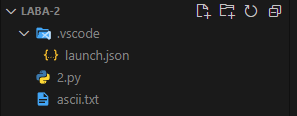 LABA-2
.vscode
launch.json
2.py
ascii.txt